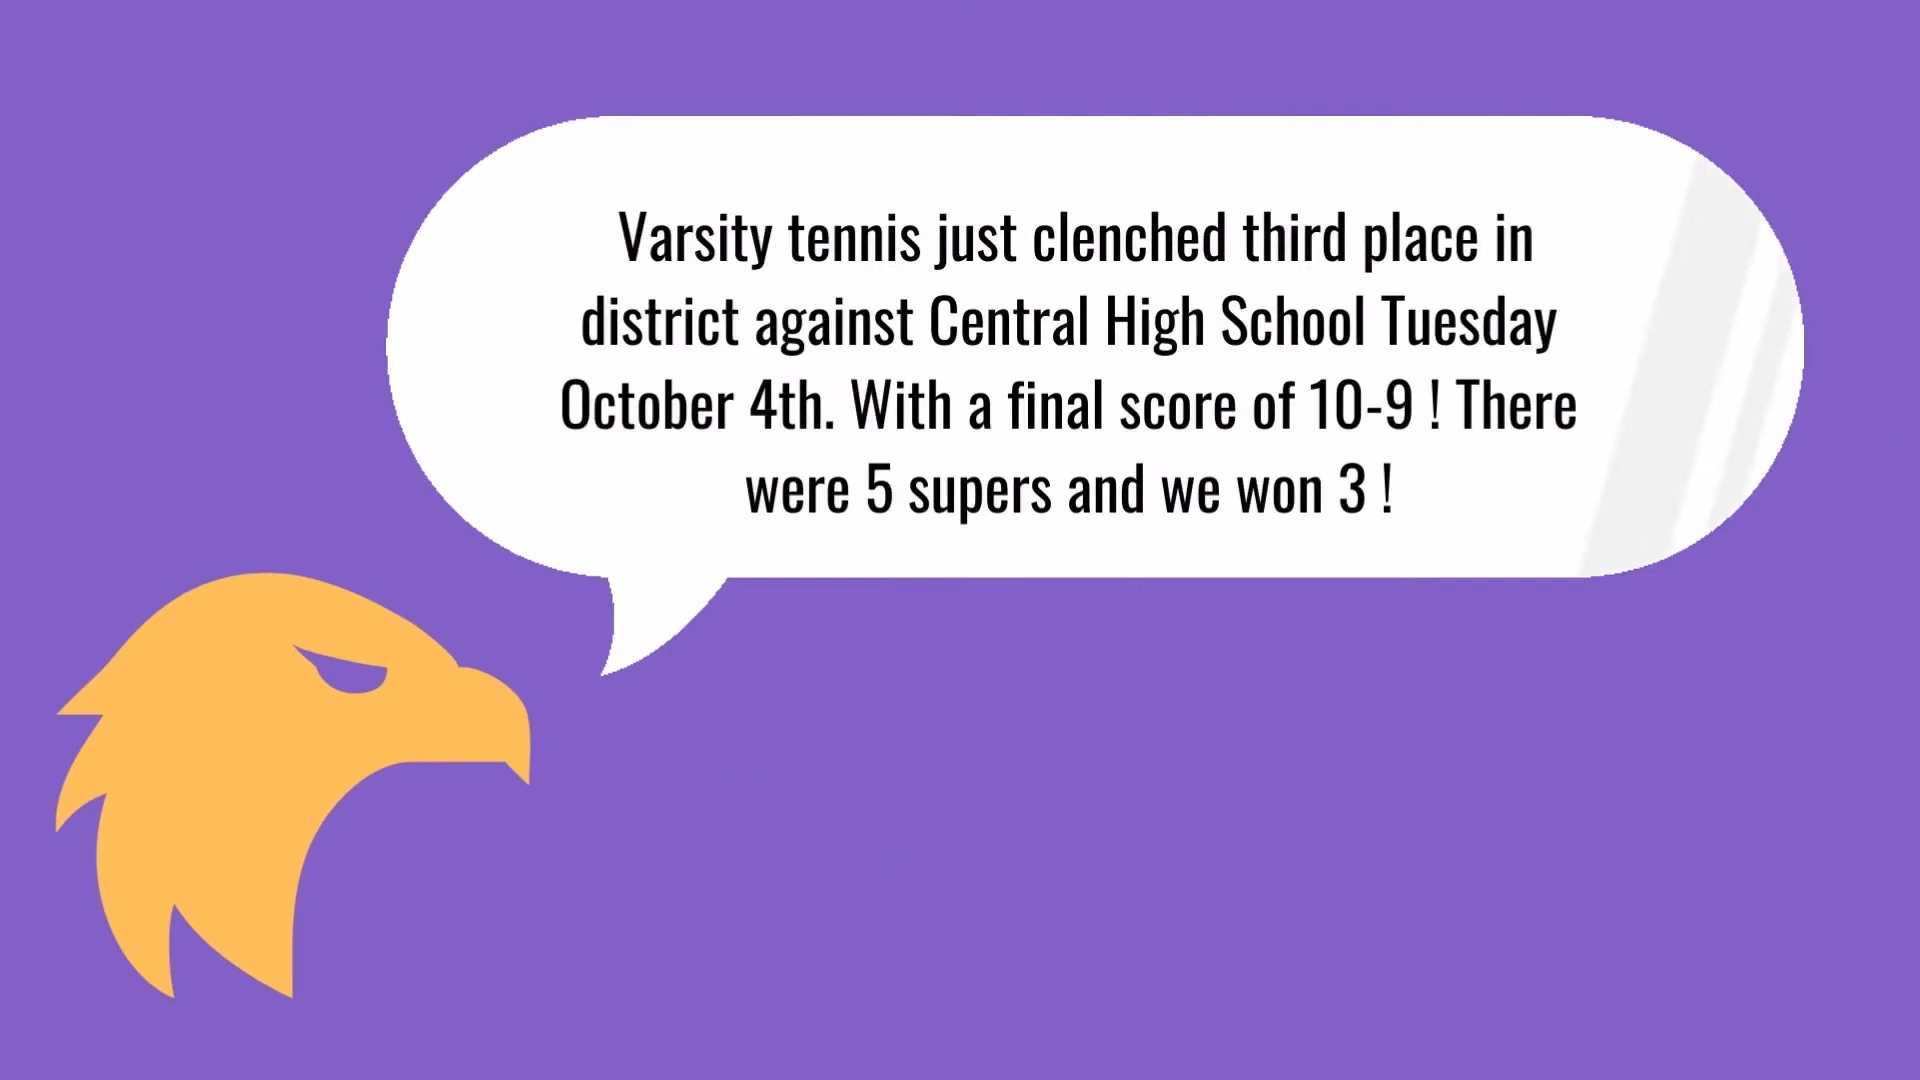 Varsity tennis just clenched third place in
district against Central High School Tuesday
October 4th. With a final score of 10-9 ! There
were 5 supers and we won 3 !